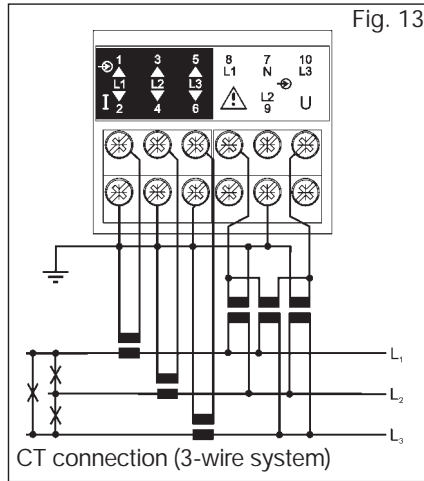 Fig. 13
1 3 5 8 7 10
L1 N L3
L1 L2 L3
I 2 4 6 L2 9 U
L1
L2
L3
CT connection (3-wire system)